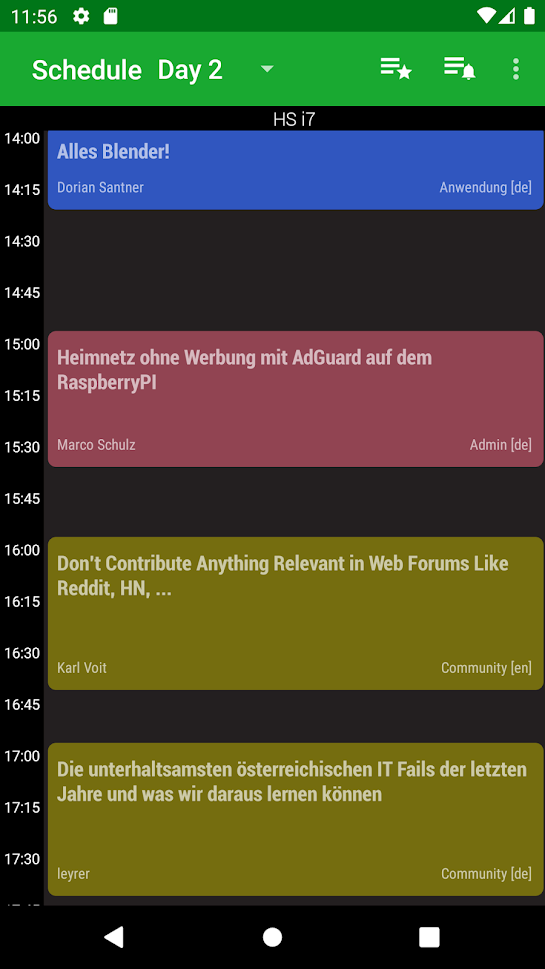 11:56
Schedule Day 2
HS i7
14:00
Alles Blender!
14:15
Dorian Santner Anwendung [de]
14:30
14:45
15:00
Heimnetz ohne Werbung mit AdGuard auf dem
RaspberryPI
15:15
15:30
Marco Schulz Admin [de]
15:45
16:00
Don't Contribute Anything Relevant in Web Forums Like
Reddit, HN, ...
16:15
16:30
Karl Voit Community [en]
16:45
17:00
Die unterhaltsamsten österreichischen IT Fails der letzten
Jahre und was wir daraus lernen können
17:15
17:30
leyrer Community [de]